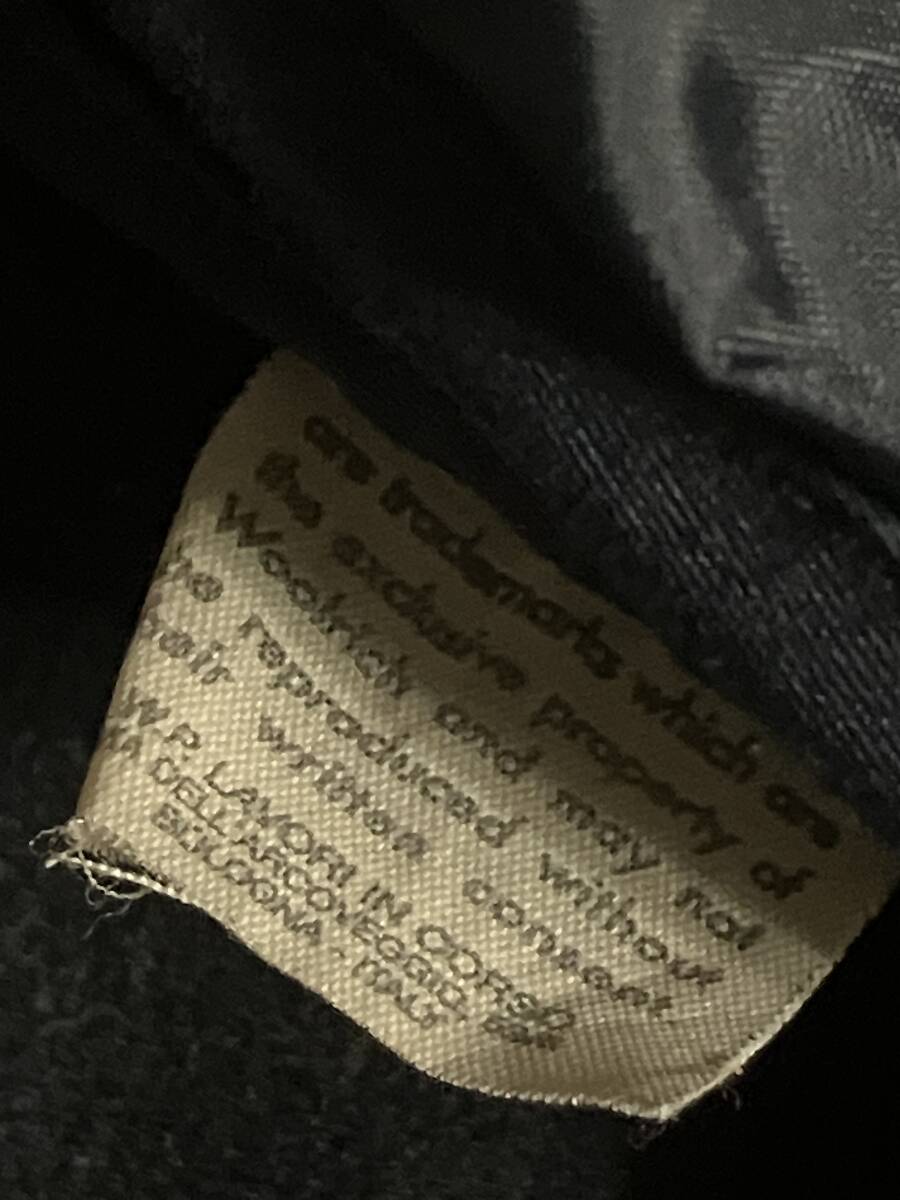 are trademarks which are
the exclusive property of
Woolrich and may not
be reproduced without
their written consent.
W.P. LAVORI IN CORSO
VIA DELL'ARCOVEGGIO,
BOLOGNA - ITALY